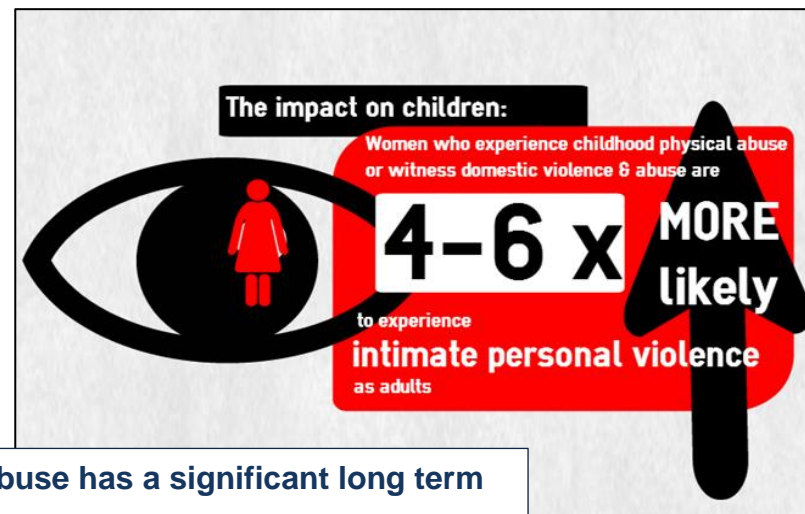 The impact on children:
Women who experience childhood physical abuse
or witness domestic violence & abuse are
4-6 x
MORE
likely
to experience
intimate personal violence
as adults
buse has a significant long term